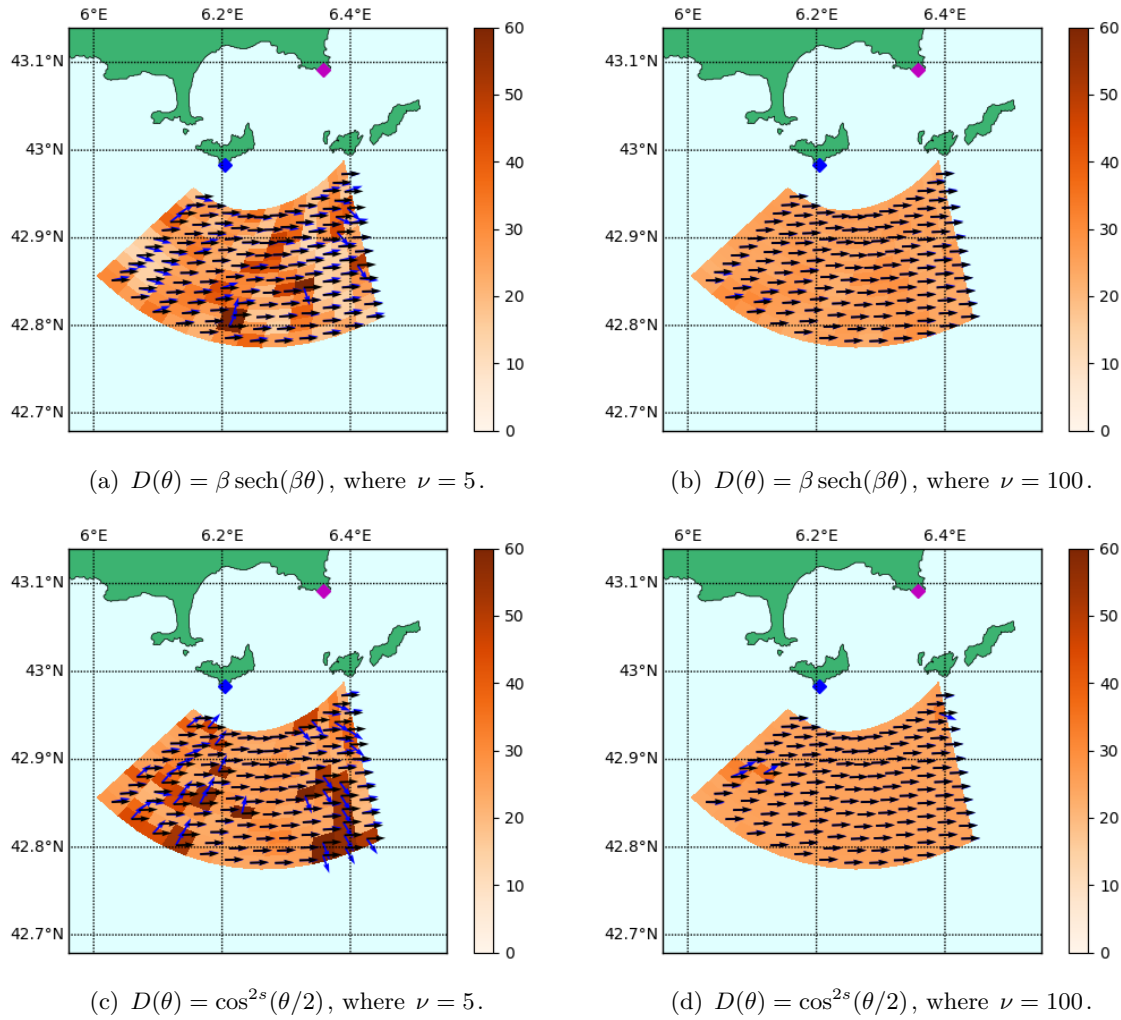 6°E 6.2°E 6.4°E 6°E 6.2°E 6.4°E
60 60
43.1°N 43.1°N
50 50
43°N 43°N
40 40
42.9°N 30 42.9°N 30
20 20
42.8°N 42.8°N
10 10
42.7°N 42.7°N
0 0
(a) D(θ) = β sech(βθ), where ν = 5.
(b) D(θ) = β sech(βθ), where ν = 100.
6°E 6.2°E 6.4°E 6°E 6.2°E 6.4°E
60 60
43.1°N 43.1°N
50 50
43°N 43°N
40 40
42.9°N 30 42.9°N 30
20 20
42.8°N 42.8°N
10 10
42.7°N 42.7°N
0 0
(c) D(θ) = cos²ˢ(θ/2), where ν = 5.
(d) D(θ) = cos²ˢ(θ/2), where ν = 100.